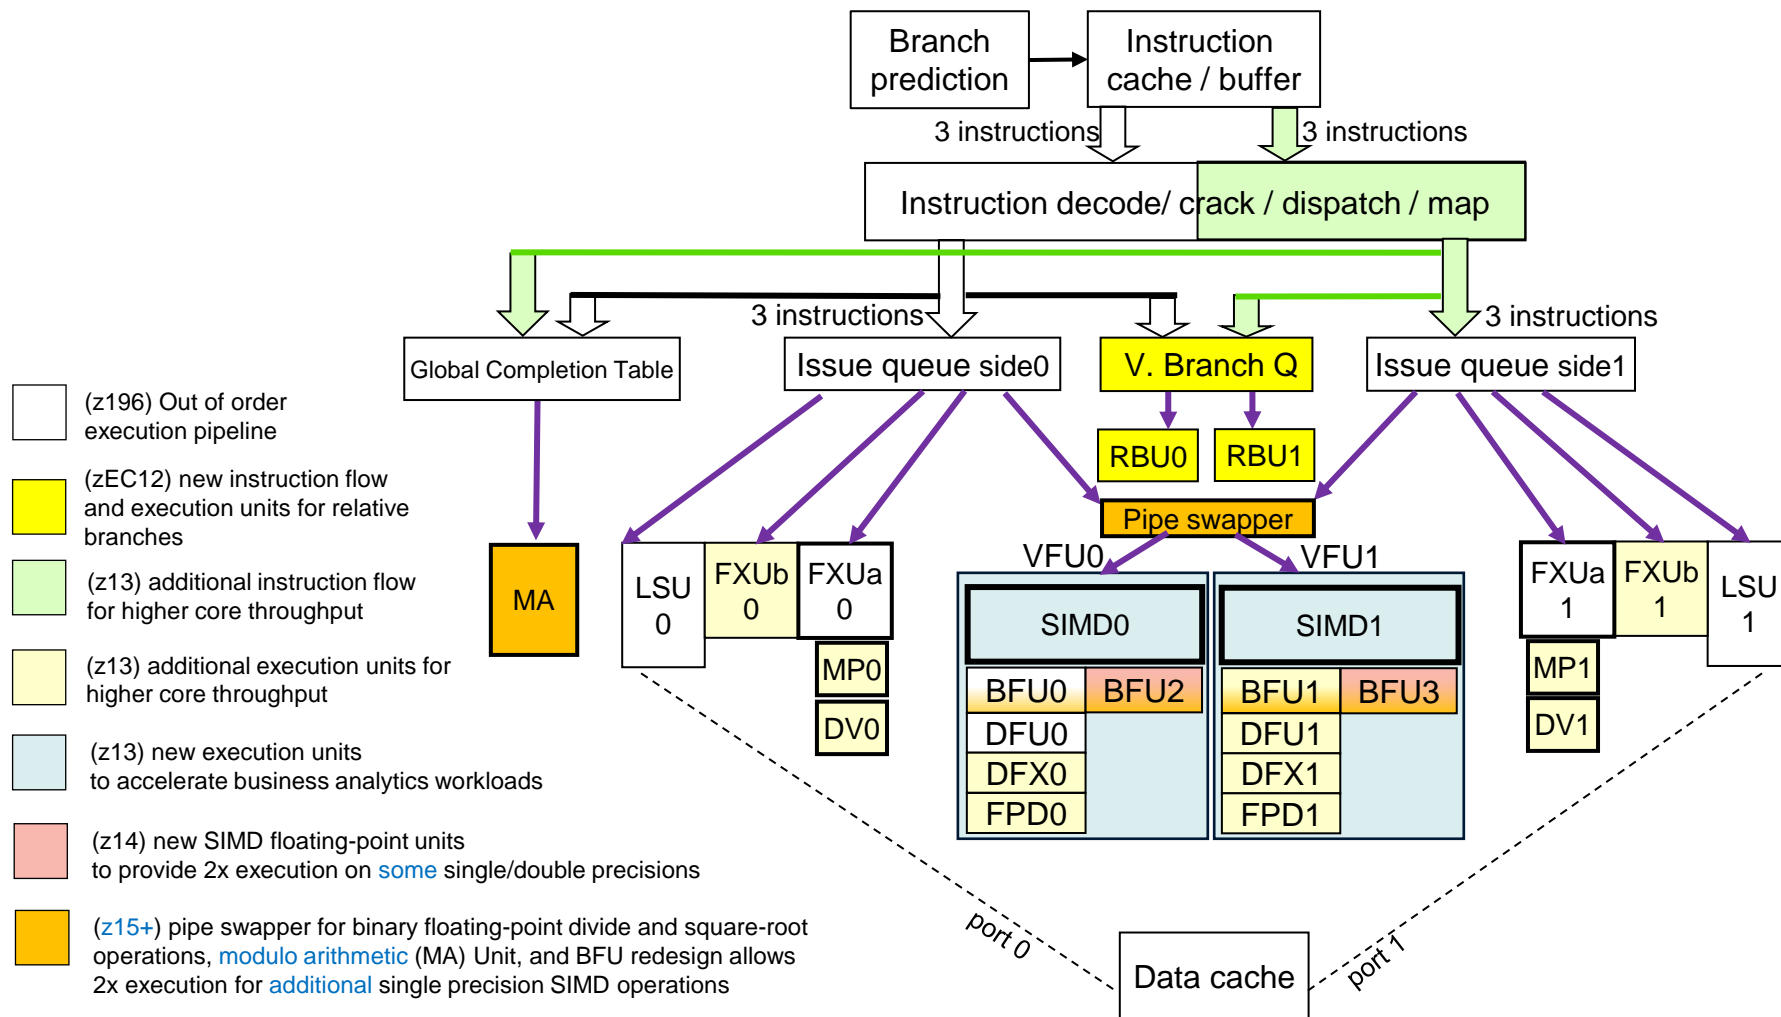 Branch
prediction
Instruction
cache / buffer
3 instructions
3 instructions
Instruction decode/ crack / dispatch / map
3 instructions
3 instructions
Global Completion Table
Issue queue side0
V. Branch Q
Issue queue side1
RBU0
RBU1
Pipe swapper
VFU0
VFU1
MA
LSU
0
FXUb
0
FXUa
0
MP0
DV0
SIMD0
BFU0
BFU2
DFU0
DFX0
FPD0
SIMD1
BFU1
BFU3
DFU1
DFX1
FPD1
FXUa
1
FXUb
1
LSU
1
MP1
DV1
port 0
port 1
Data cache
(z196) Out of order
execution pipeline
(zEC12) new instruction flow
and execution units for relative
branches
(z13) additional instruction flow
for higher core throughput
(z13) additional execution units for
higher core throughput
(z13) new execution units
to accelerate business analytics workloads
(z14) new SIMD floating-point units
to provide 2x execution on some single/double precisions
(z15+) pipe swapper for binary floating-point divide and square-root
operations, modulo arithmetic (MA) Unit, and BFU redesign allows
2x execution for additional single precision SIMD operations